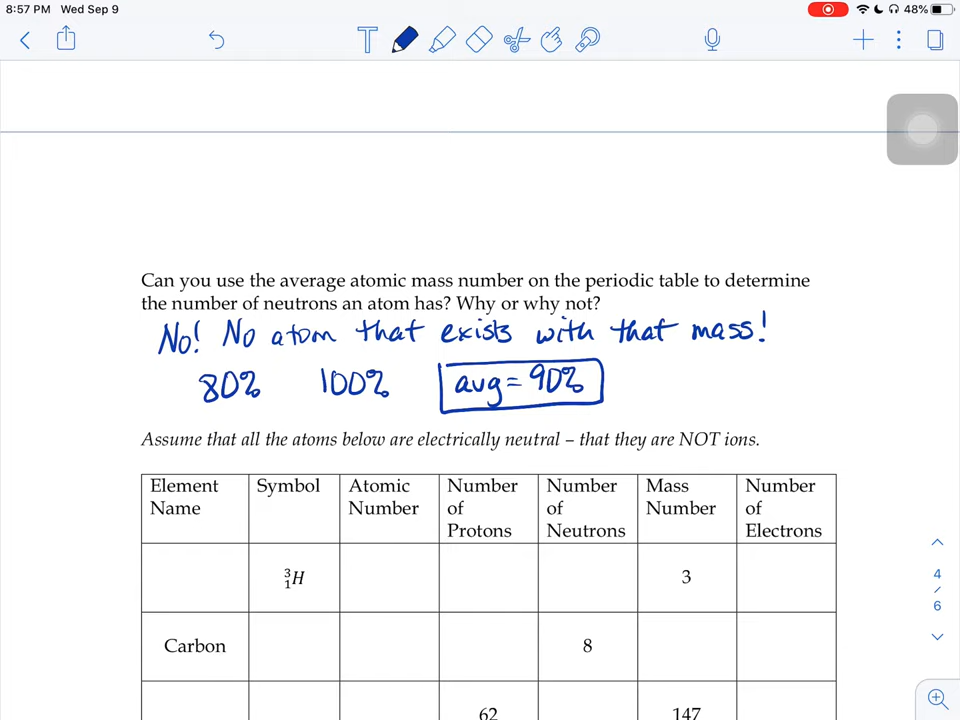 8:57 PM Wed Sep 9 48%
T
Can you use the average atomic mass number on the periodic table to determine
the number of neutrons an atom has? Why or why not?
No! No atom that exists with that mass!
80% 100% avg = 90%
Assume that all the atoms below are electrically neutral – that they are NOT ions.
Element Name Symbol Atomic Number Number of Protons Number of Neutrons Mass Number Number of Electrons
³₁H 3
Carbon 8
62 147
4
/
6